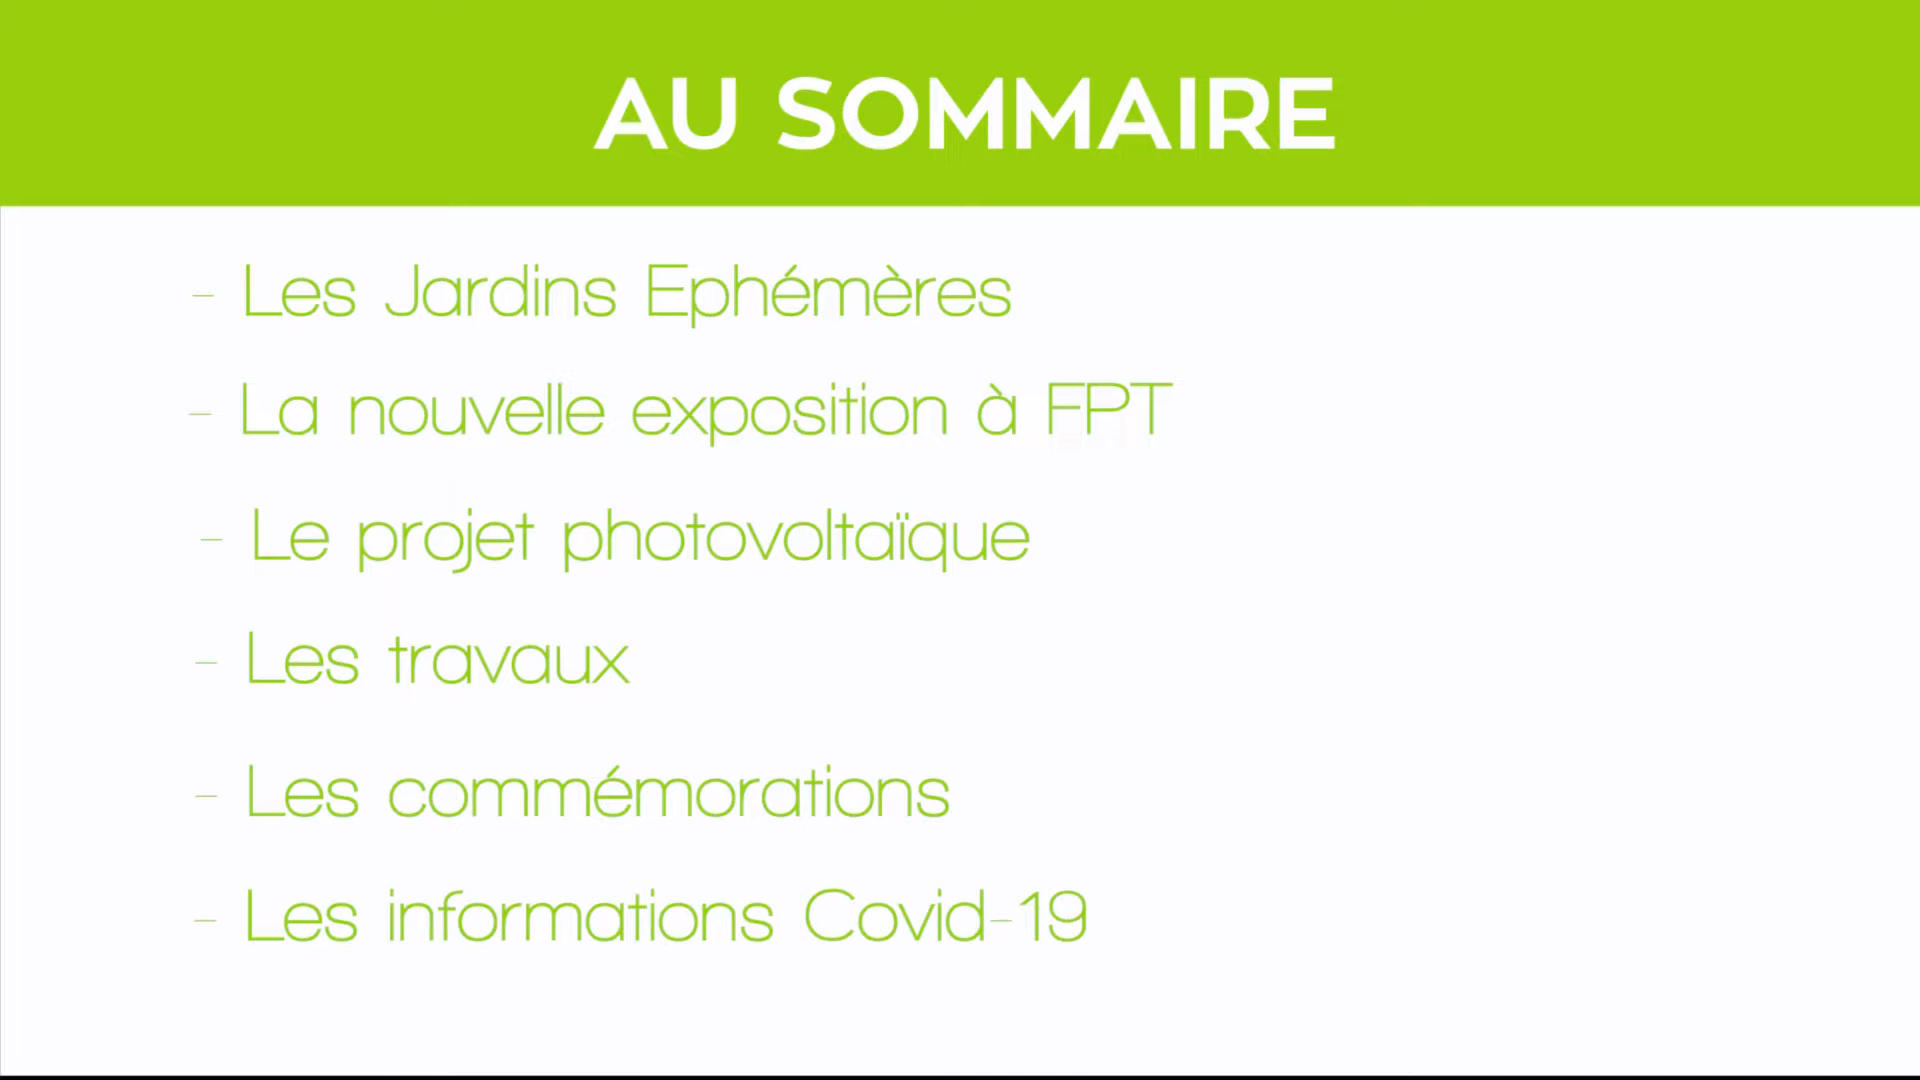 AU SOMMAIRE
- Les Jardins Ephémères
- La nouvelle exposition à FPT
- Le projet photovoltaïque
- Les travaux
- Les commémorations
- Les informations Covid-19